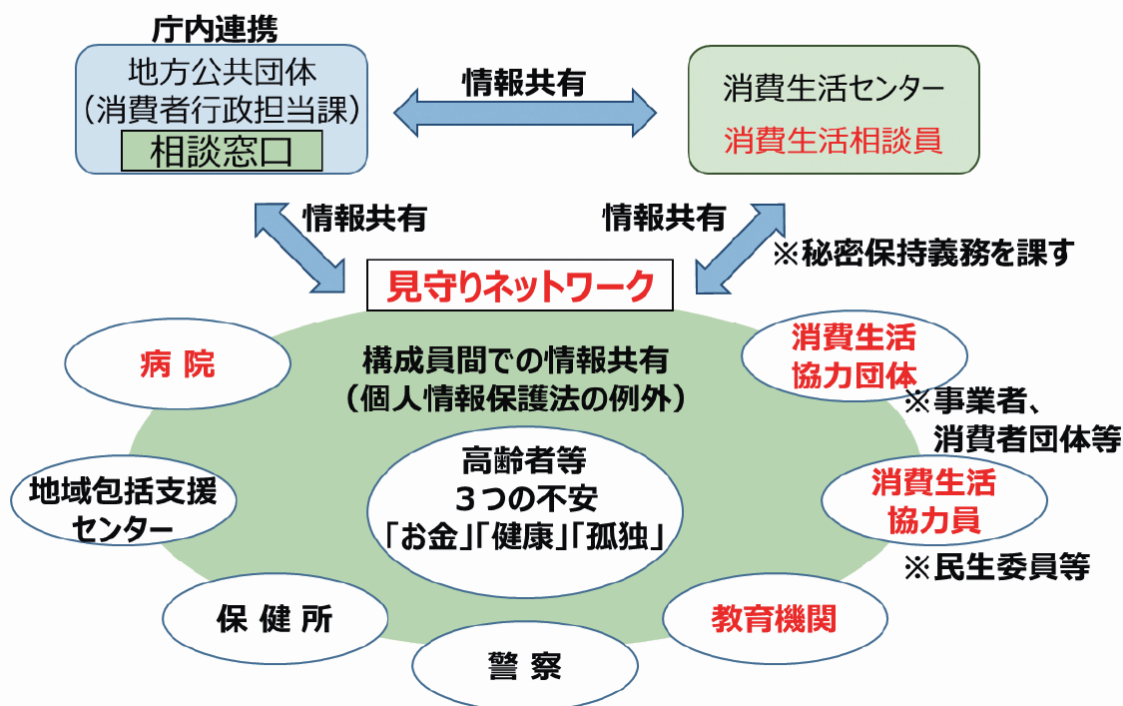 庁内連携
地方公共団体
(消費者行政担当課)
相談窓口
情報共有
消費生活センター
消費生活相談員
情報共有
情報共有
※秘密保持義務を課す
見守りネットワーク
構成員間での情報共有
(個人情報保護法の例外)
高齢者等
3つの不安
「お金」「健康」「孤独」
病 院
地域包括支援
センター
保 健 所
警 察
教育機関
消費生活
協力団体
※事業者、
消費者団体等
消費生活
協力員
※民生委員等